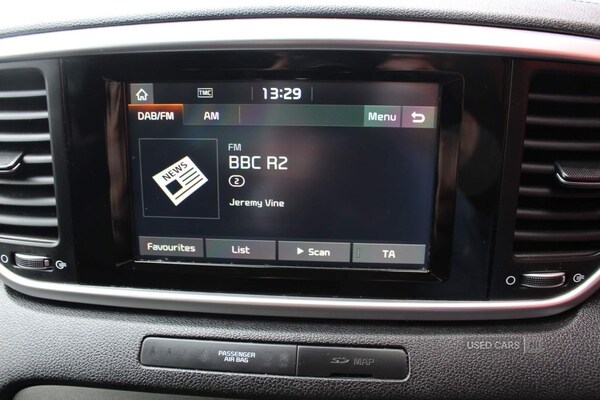 TMC 13:29
DAB/FM AM Menu
NEWS
FM
BBC R2
2
Jeremy Vine
Favourites List Scan TA
PASSENGER AIR BAG SD MAP
USED CARS NI